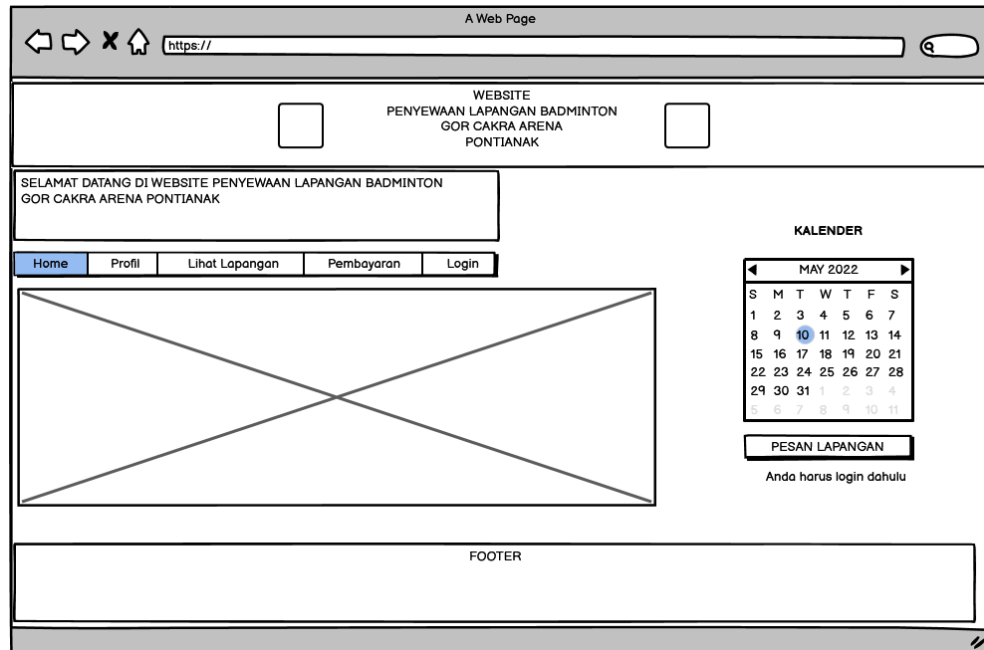 A Web Page
https://
WEBSITE
PENYEWAAN LAPANGAN BADMINTON
GOR CAKRA ARENA
PONTIANAK
SELAMAT DATANG DI WEBSITE PENYEWAAN LAPANGAN BADMINTON
GOR CAKRA ARENA PONTIANAK
Home Profil Lihat Lapangan Pembayaran Login
KALENDER
MAY 2022
S M T W T F S
1 2 3 4 5 6 7
8 9 10 11 12 13 14
15 16 17 18 19 20 21
22 23 24 25 26 27 28
29 30 31 1 2 3 4
5 6 7 8 9 10 11
PESAN LAPANGAN
Anda harus login dahulu
FOOTER